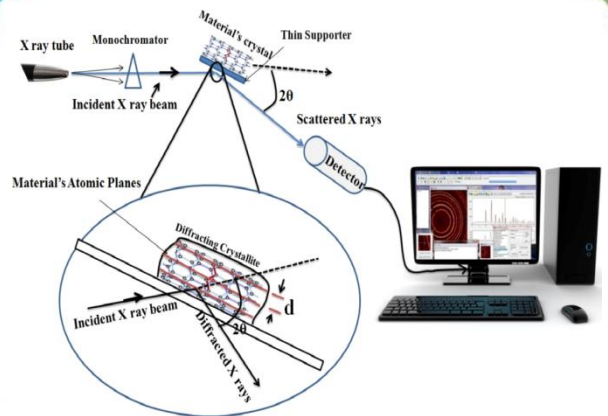 Material's crystal
Monochromator
Thin Supporter
X ray tube
Incident X ray beam
2θ
Scattered X rays
Detector
Material's Atomic Planes
Diffracting Crystallite
d
Incident X ray beam
2θ
Diffracted X rays